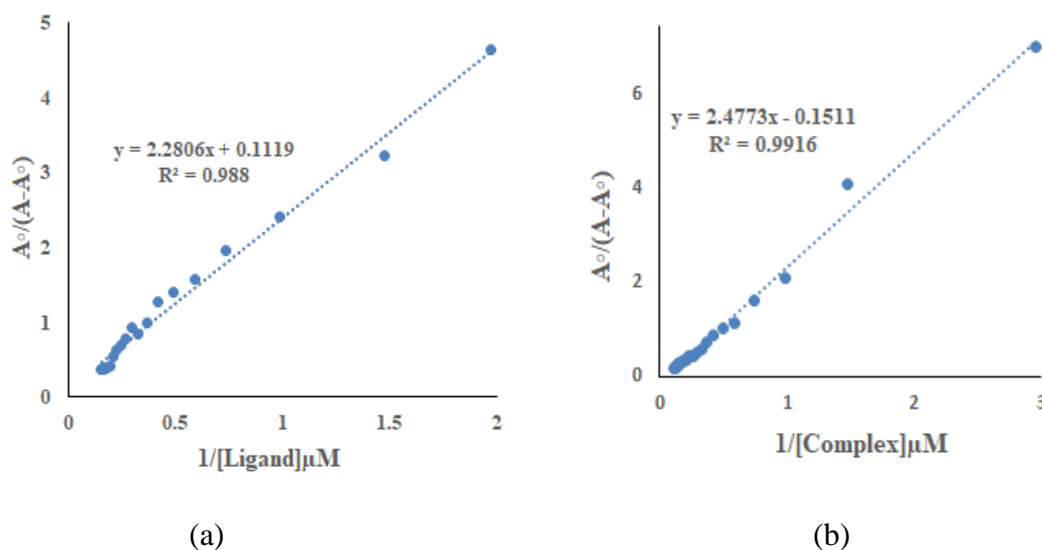 5
4
3
2
1
0
0
0.5
1
1.5
2
A°/(A-A°)
y = 2.2806x + 0.1119
R² = 0.988
1/[Ligand]µM
(a)
6
4
2
0
0
1
2
3
A°/(A-A°)
y = 2.4773x - 0.1511
R² = 0.9916
1/[Complex]µM
(b)